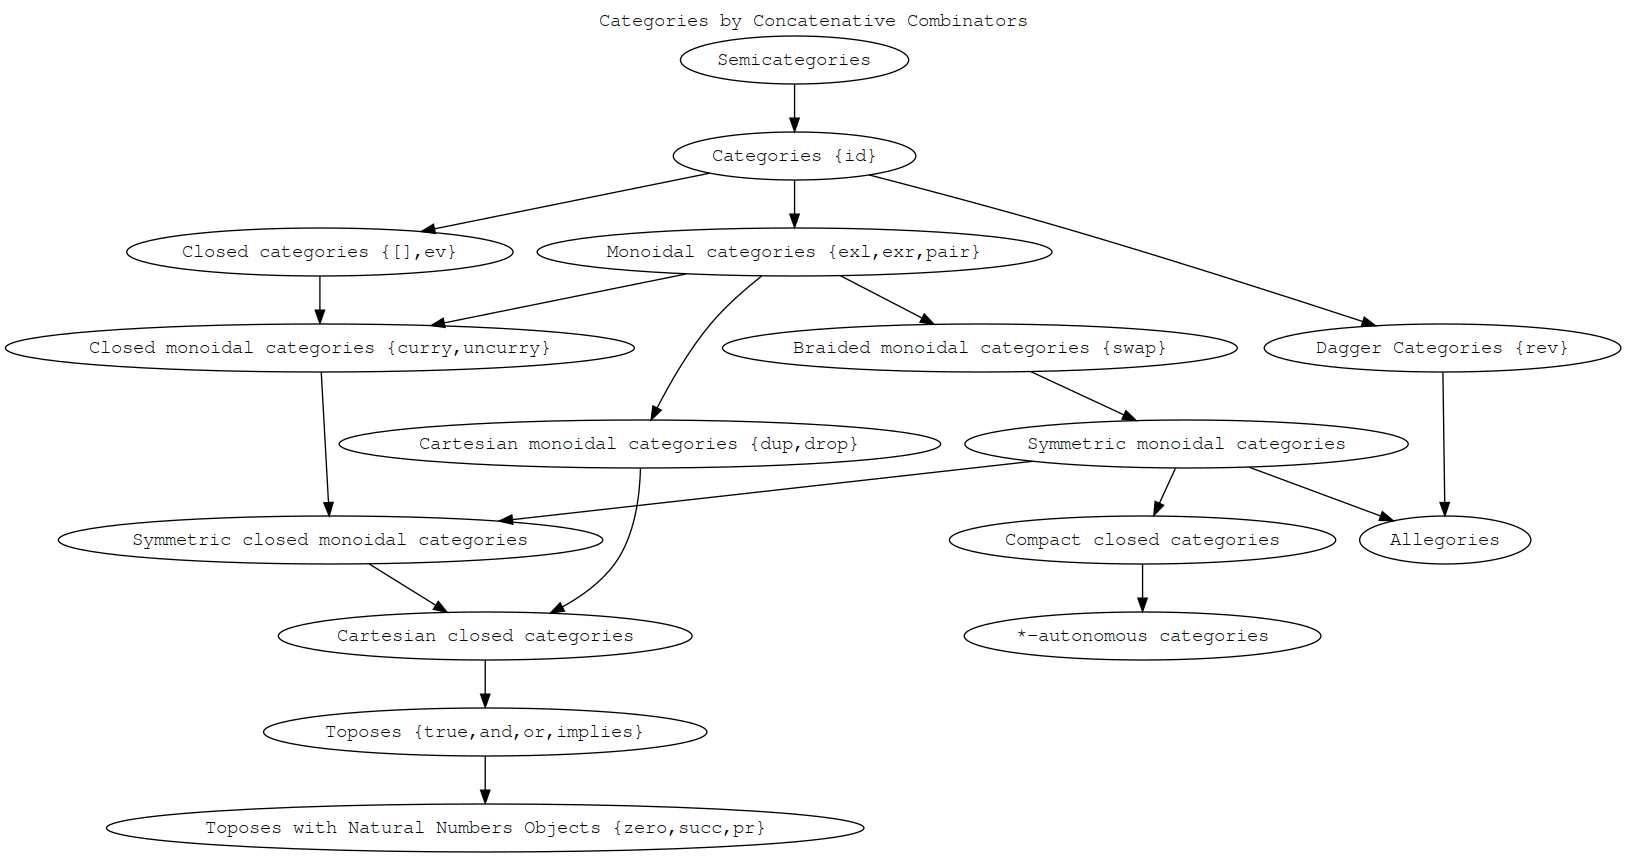 Categories by Concatenative Combinators
Semicategories
Categories {id}
Closed categories {[],ev}
Monoidal categories {exl,exr,pair}
Closed monoidal categories {curry,uncurry}
Braided monoidal categories {swap}
Dagger Categories {rev}
Cartesian monoidal categories {dup,drop}
Symmetric monoidal categories
Symmetric closed monoidal categories
Compact closed categories
Allegories
Cartesian closed categories
*-autonomous categories
Toposes {true,and,or,implies}
Toposes with Natural Numbers Objects {zero,succ,pr}